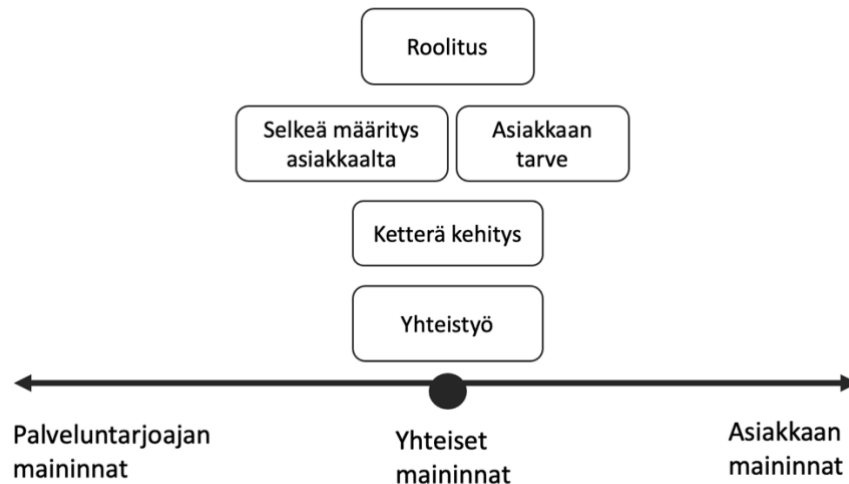 Roolitus
Selkeä määritys
asiakkaalta
Asiakkaan
tarve
Ketterä kehitys
Yhteistyö
Palveluntarjoajan
maininnat
Yhteiset
maininnat
Asiakkaan
maininnat